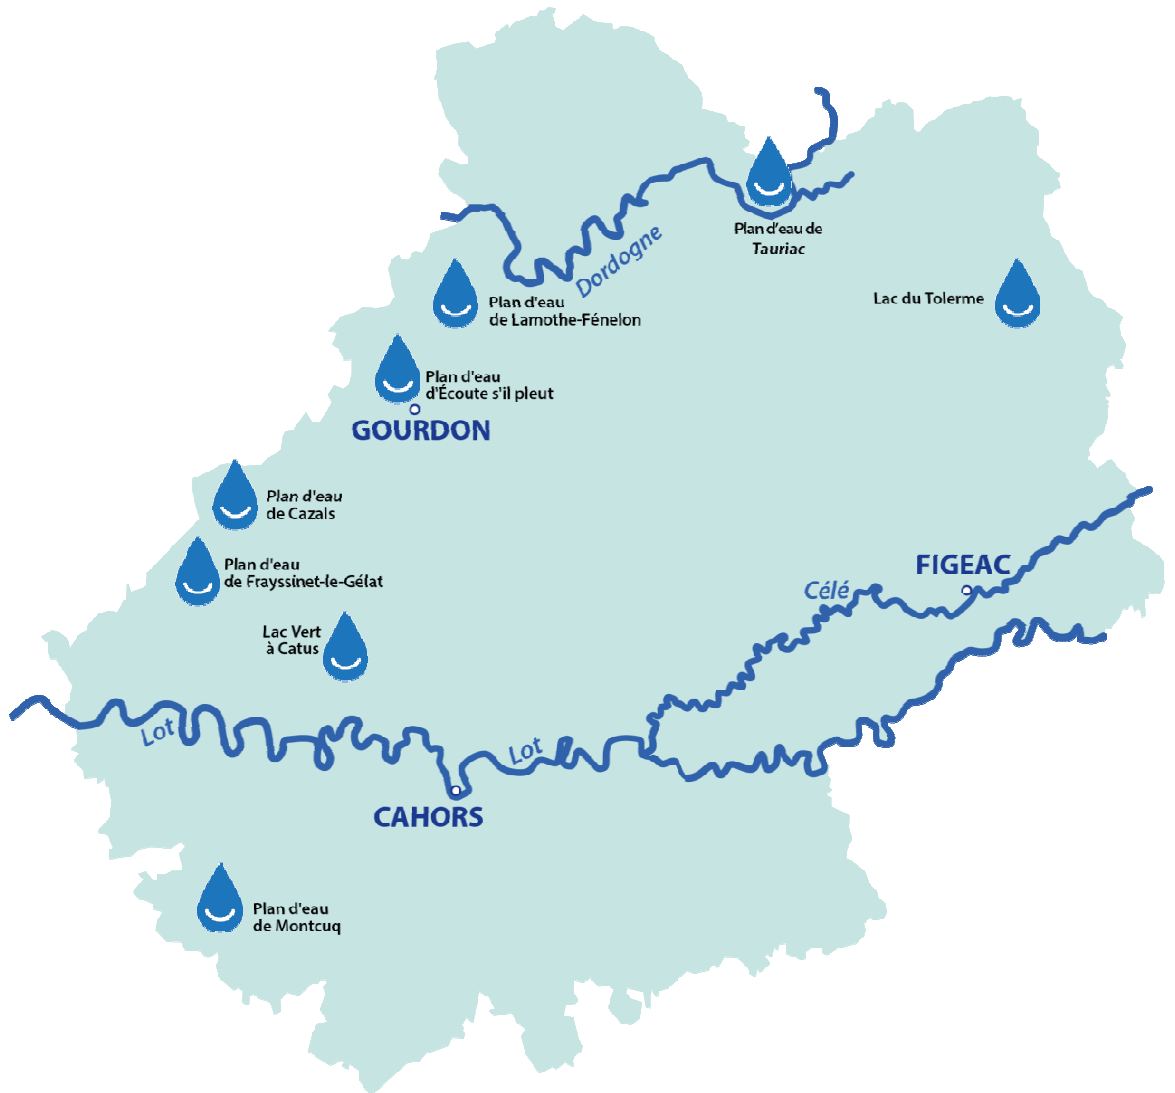 Plan d'eau de
Tauriac
Dordogne
Lac du Tolerme
Plan d'eau
de Lamothe-Fénelon
Plan d'eau
d'Écoute s'il pleut
GOURDON
Plan d'eau
de Cazals
Plan d'eau
de Frayssinet-le-Gélat
FIGEAC
Célé
Lac Vert
à Catus
Lot
Lot
CAHORS
Plan d'eau
de Montcuq